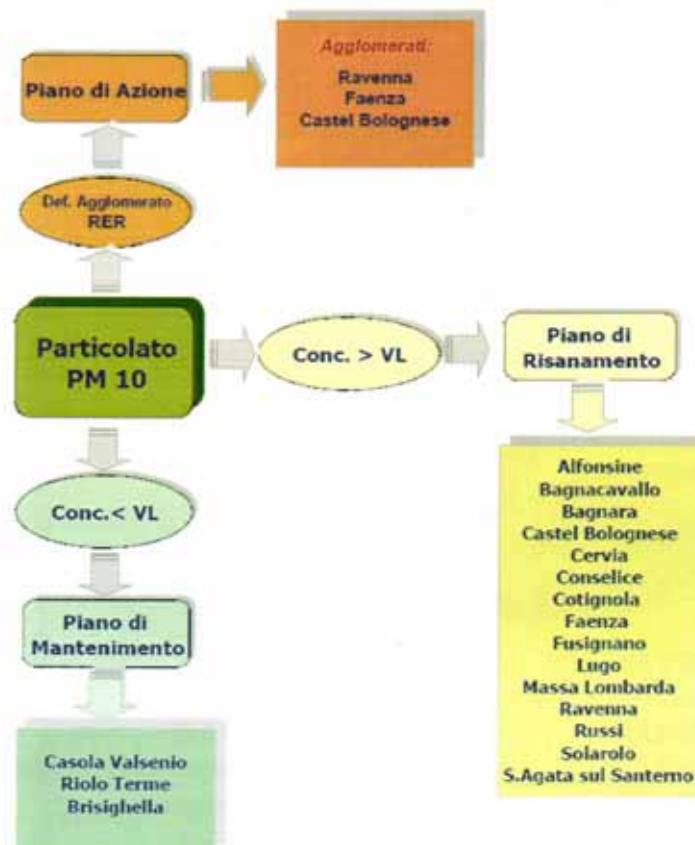 Agglomerati:
Ravenna
Faenza
Castel Bolognese
Piano di Azione
Def. Agglomerato
RER
Particolato
PM 10
Conc. > VL
Piano di
Risanamento
Alfonsine
Bagnacavallo
Bagnara
Castel Bolognese
Cervia
Conselice
Cotignola
Faenza
Fusignano
Lugo
Massa Lombarda
Ravenna
Russi
Solarolo
S.Agata sul Santerno
Conc.< VL
Piano di
Mantenimento
Casola Valsenio
Riolo Terme
Brisighella